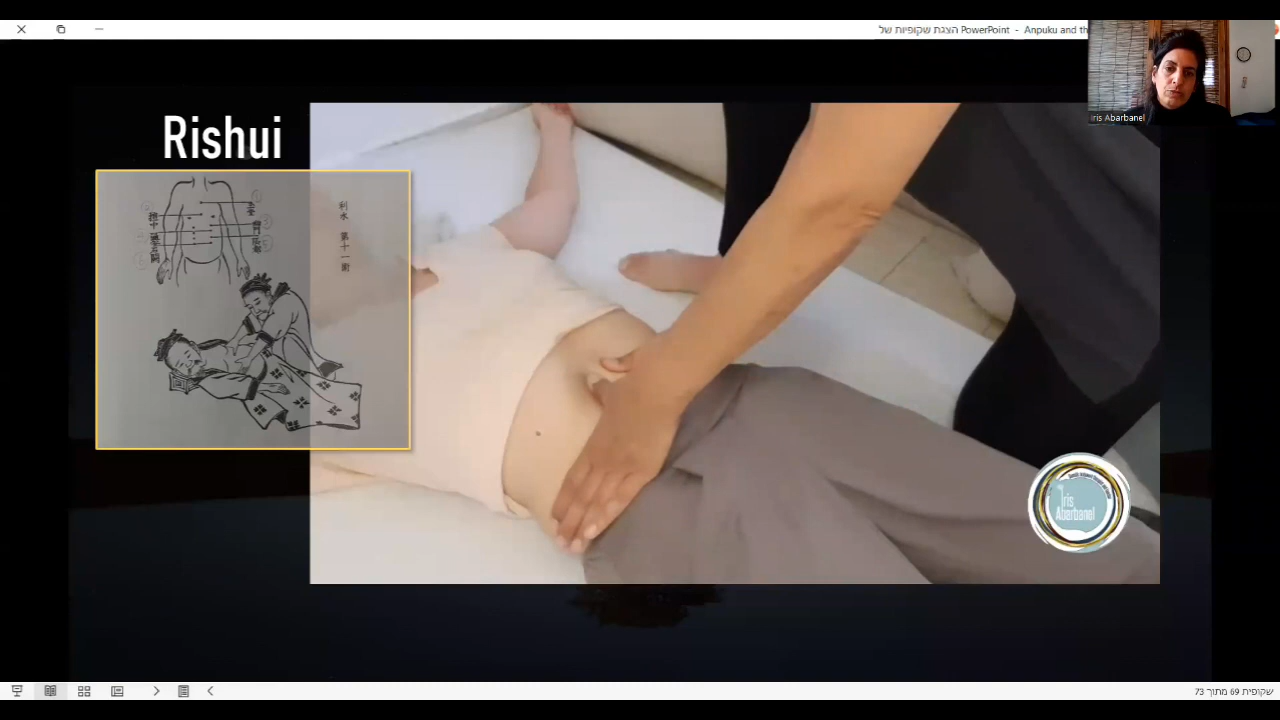 הצגת שקופיות של PowerPoint - Anpuku and th
Iris Abarbanel
Rishui
利水 第十一術
Iris
Abarbanel
שקופית 69 מתוך 73